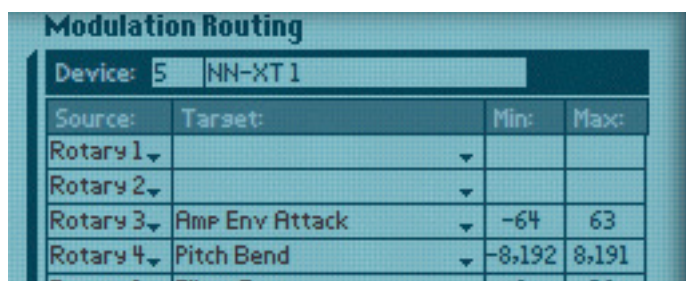 Modulation Routing
Device: 5 NN-XT 1
Source: Target: Min: Max:
Rotary 1
Rotary 2
Rotary 3 Amp Env Attack -64 63
Rotary 4 Pitch Bend -8,192 8,191